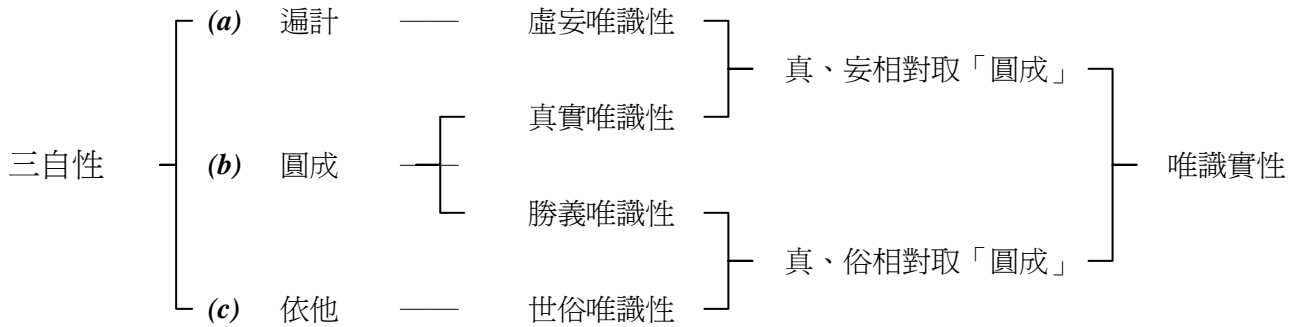 (a) 遍計 —— 虛妄唯識性
真、妄相對取「圓成」
真實唯識性
三自性 (b) 圓成 —— 唯識實性
勝義唯識性
真、俗相對取「圓成」
(c) 依他 —— 世俗唯識性